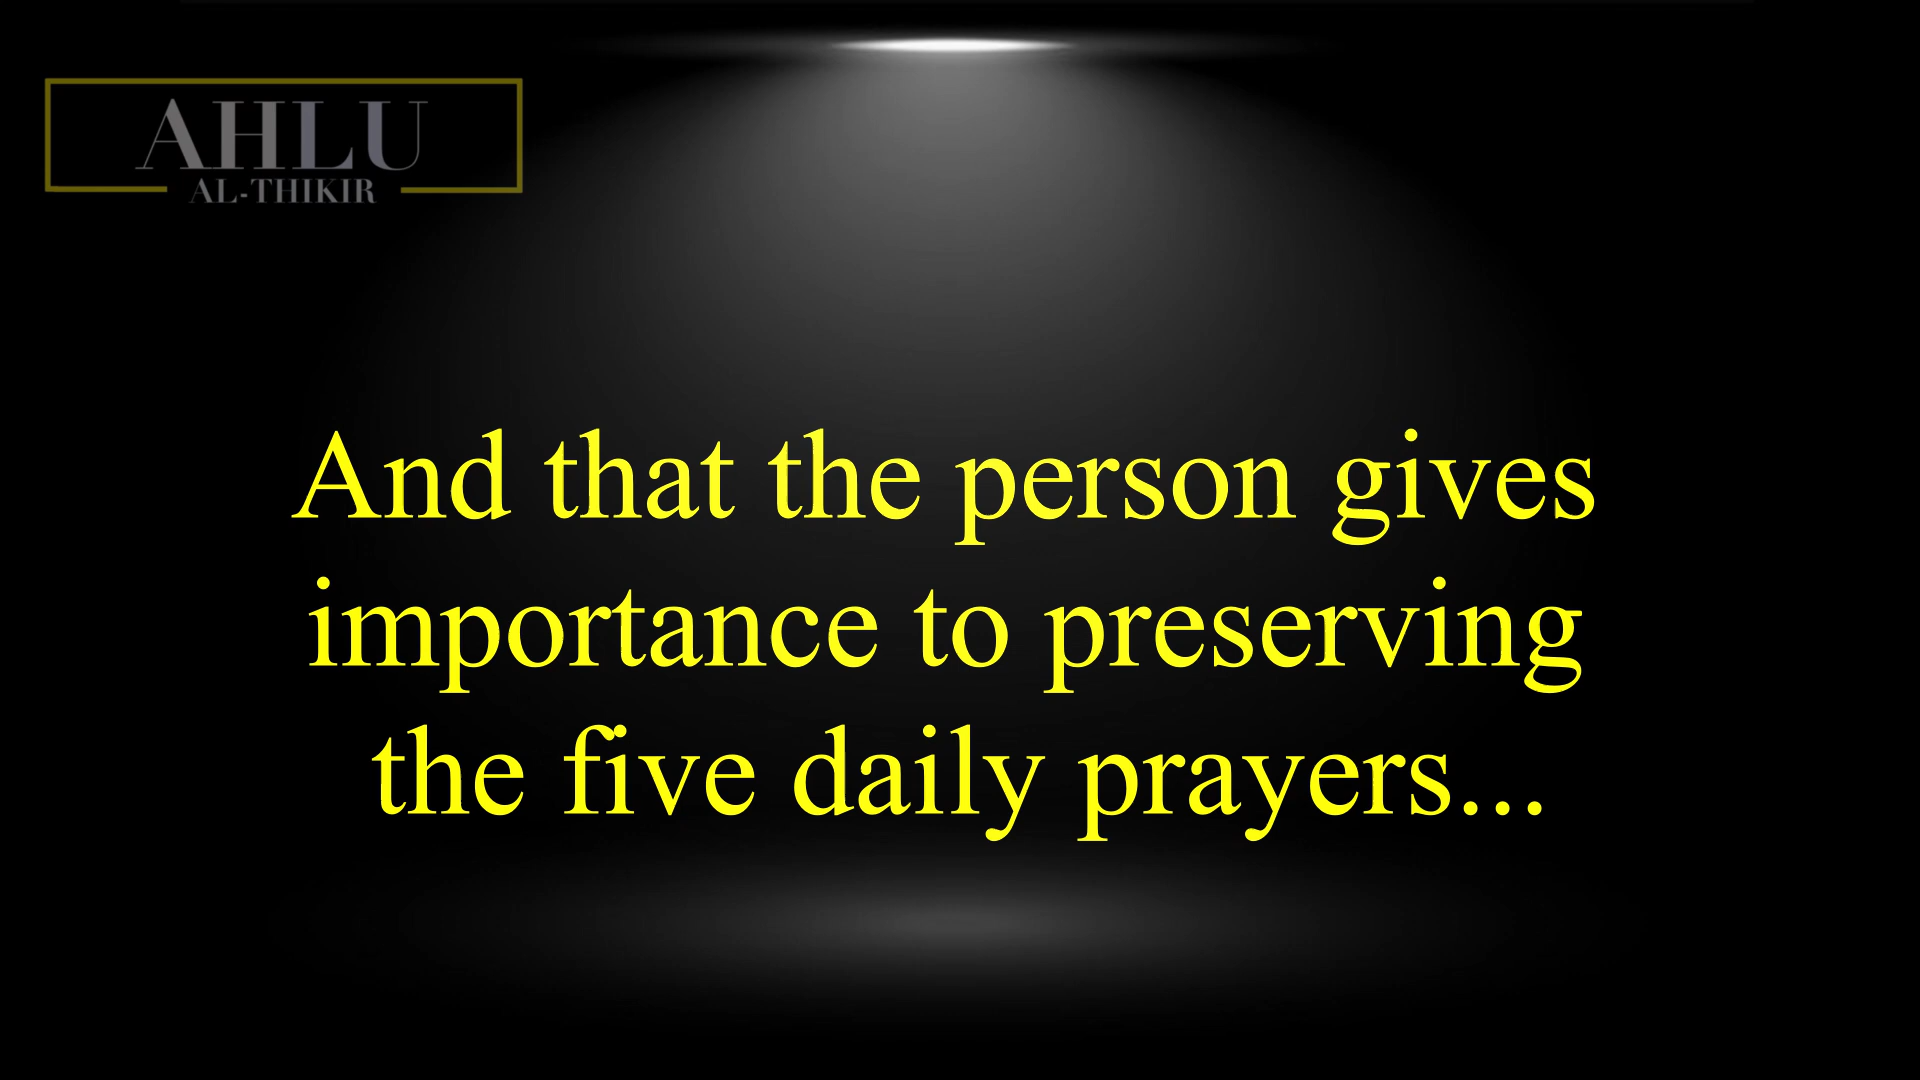 AHLU
AL-THIKIR
And that the person gives
importance to preserving
the five daily prayers...